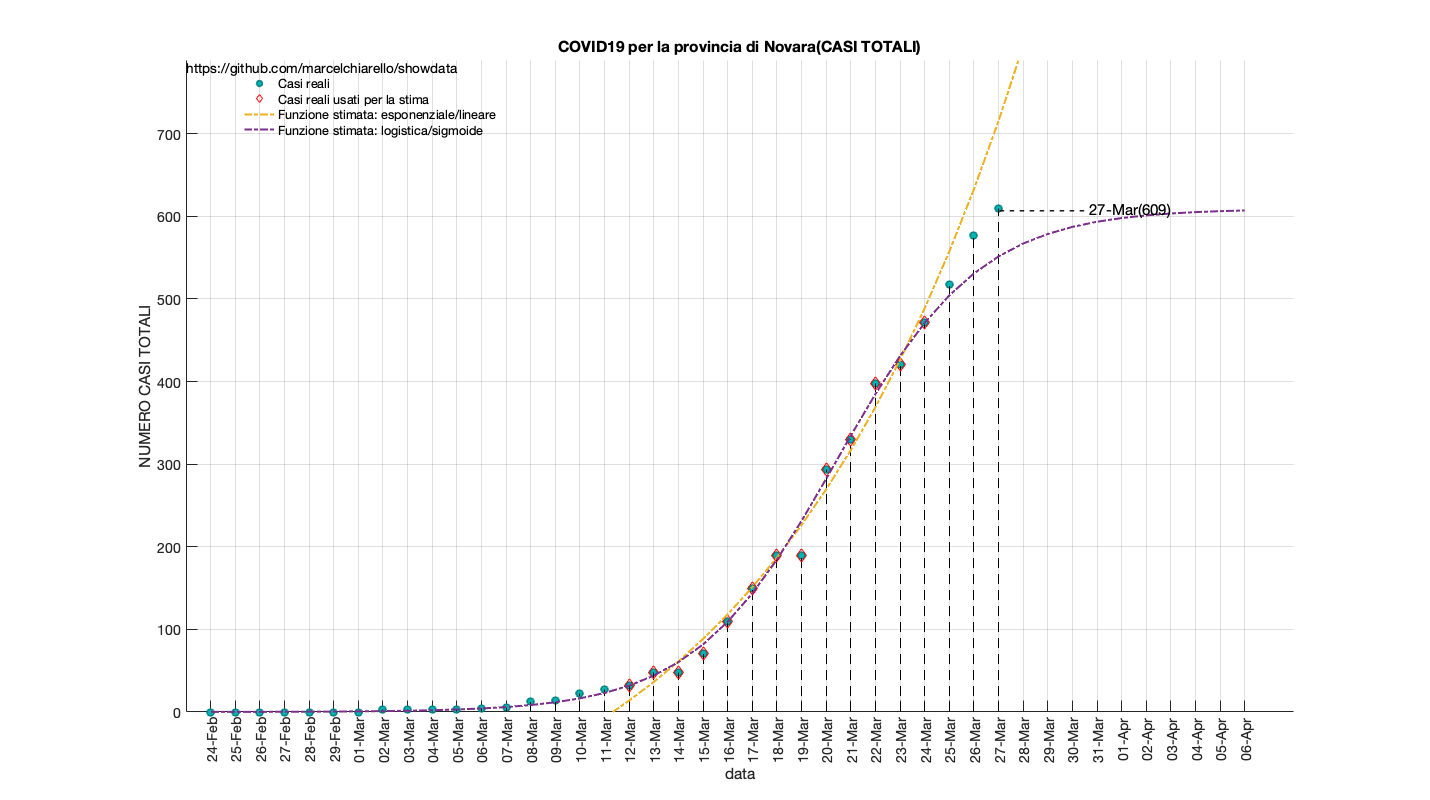 COVID19 per la provincia di Novara(CASI TOTALI)
https://github.com/marcelchiarello/showdata
Casi reali
Casi reali usati per la stima
Funzione stimata: esponenziale/lineare
Funzione stimata: logistica/sigmoide
NUMERO CASI TOTALI
700
600
500
400
300
200
100
0
27-Mar(609)
24-Feb
25-Feb
26-Feb
27-Feb
28-Feb
29-Feb
01-Mar
02-Mar
03-Mar
04-Mar
05-Mar
06-Mar
07-Mar
08-Mar
09-Mar
10-Mar
11-Mar
12-Mar
13-Mar
14-Mar
15-Mar
16-Mar
17-Mar
18-Mar
19-Mar
20-Mar
21-Mar
22-Mar
23-Mar
24-Mar
25-Mar
26-Mar
27-Mar
28-Mar
29-Mar
30-Mar
31-Mar
01-Apr
02-Apr
03-Apr
04-Apr
05-Apr
06-Apr
data